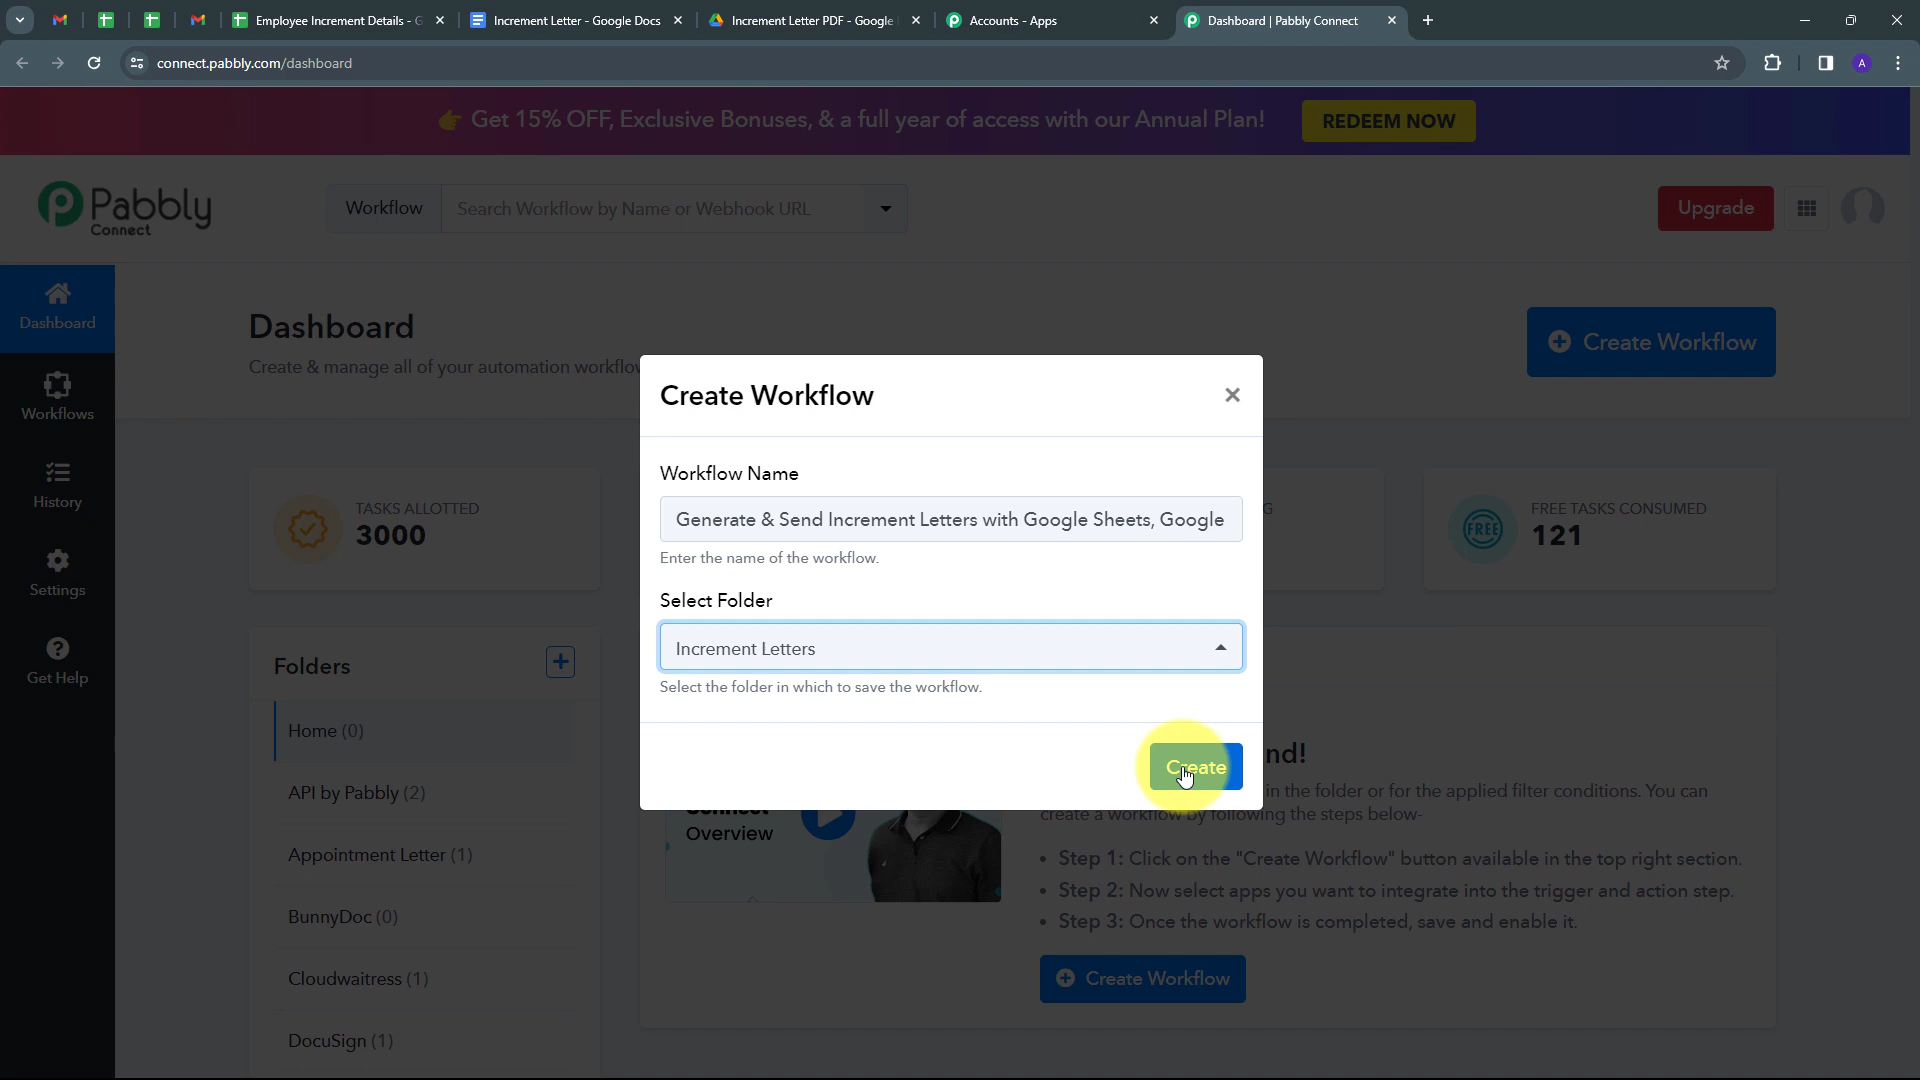 Employee Increment Details - G
Increment Letter - Google Docs
Increment Letter PDF - Google
Accounts - Apps
Dashboard | Pabbly Connect
connect.pabbly.com/dashboard
A
👉 Get 15% OFF, Exclusive Bonuses, & a full year of access with our Annual Plan!
REDEEM NOW
Pabbly
Connect
Workflow
Search Workflow by Name or Webhook URL
Upgrade
Dashboard
Workflows
History
Settings
Get Help
Dashboard
Create & manage all of your automation workflow
Create Workflow
TASKS ALLOTTED
3000
G
FREE
FREE TASKS CONSUMED
121
Folders
Home (0)
API by Pabbly (2)
Appointment Letter (1)
BunnyDoc (0)
Cloudwaitress (1)
DocuSign (1)
Create Workflow
Workflow Name
Generate & Send Increment Letters with Google Sheets, Google
Enter the name of the workflow.
Select Folder
Increment Letters
Select the folder in which to save the workflow.
Create
nd!
in the folder or for the applied filter conditions. You can
create a workflow by following the steps below-
Connect
Overview
• Step 1: Click on the "Create Workflow" button available in the top right section.
• Step 2: Now select apps you want to integrate into the trigger and action step.
• Step 3: Once the workflow is completed, save and enable it.
Create Workflow